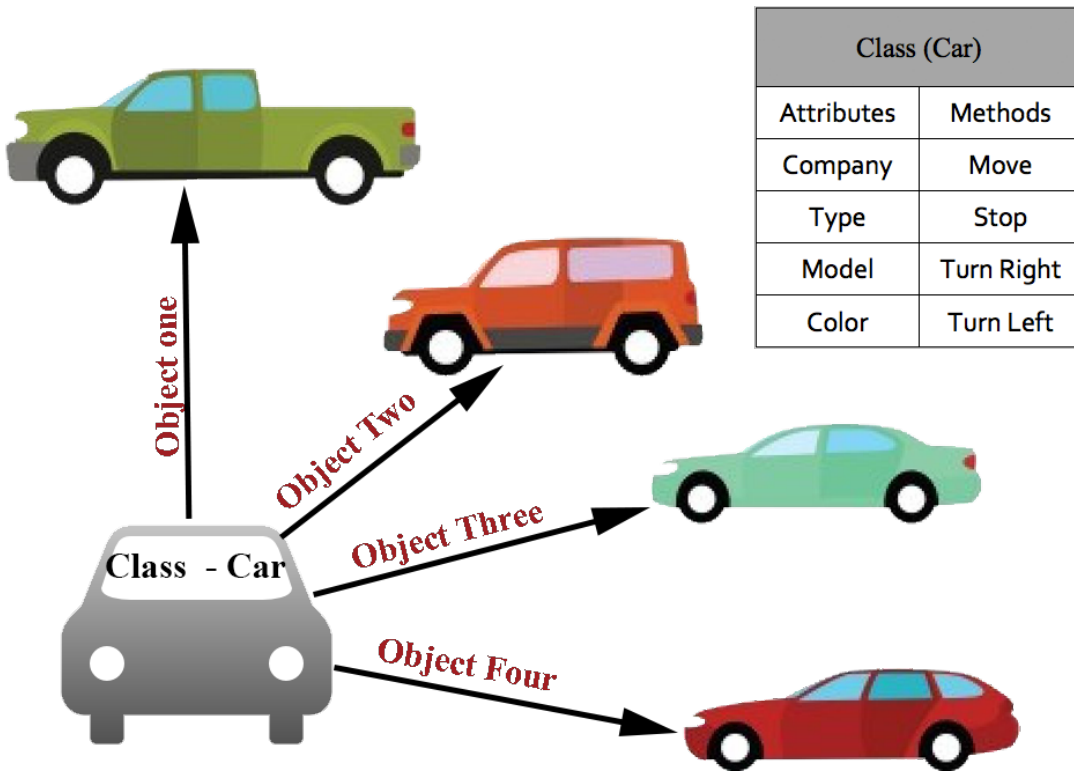 Class (Car)
Attributes Methods
Company Move
Type Stop
Model Turn Right
Color Turn Left
Object one
Object Two
Object Three
Class - Car
Object Four